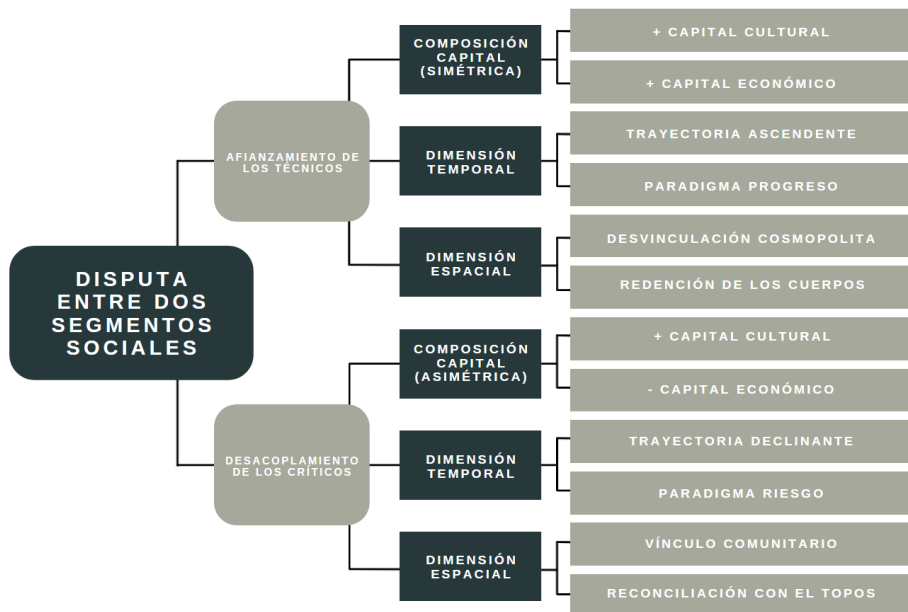 DISPUTA
ENTRE DOS
SEGMENTOS
SOCIALES
AFIANZAMIENTO DE
LOS TÉCNICOS
COMPOSICIÓN
CAPITAL
(SIMÉTRICA)
+ CAPITAL CULTURAL
+ CAPITAL ECONÓMICO
DIMENSIÓN
TEMPORAL
TRAYECTORIA ASCENDENTE
PARADIGMA PROGRESO
DIMENSIÓN
ESPACIAL
DESVINCULACIÓN COSMOPOLITA
REDENCIÓN DE LOS CUERPOS
DESACOPLAMIENTO
DE LOS CRÍTICOS
COMPOSICIÓN
CAPITAL
(ASIMÉTRICA)
+ CAPITAL CULTURAL
- CAPITAL ECONÓMICO
DIMENSIÓN
TEMPORAL
TRAYECTORIA DECLINANTE
PARADIGMA RIESGO
DIMENSIÓN
ESPACIAL
VÍNCULO COMUNITARIO
RECONCILIACIÓN CON EL TOPOS